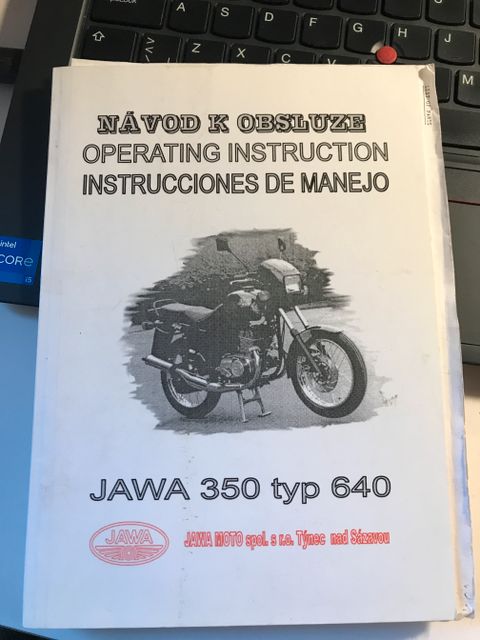 A S D F G
Z X C V B
intel
CORE
i5
NÁVOD K OBSLUZE
OPERATING INSTRUCTION
INSTRUCCIONES DE MANEJO
JAWA 350 typ 640
JAWA
JAWA MOTO spol. s r.o. Týnec nad Sázavou